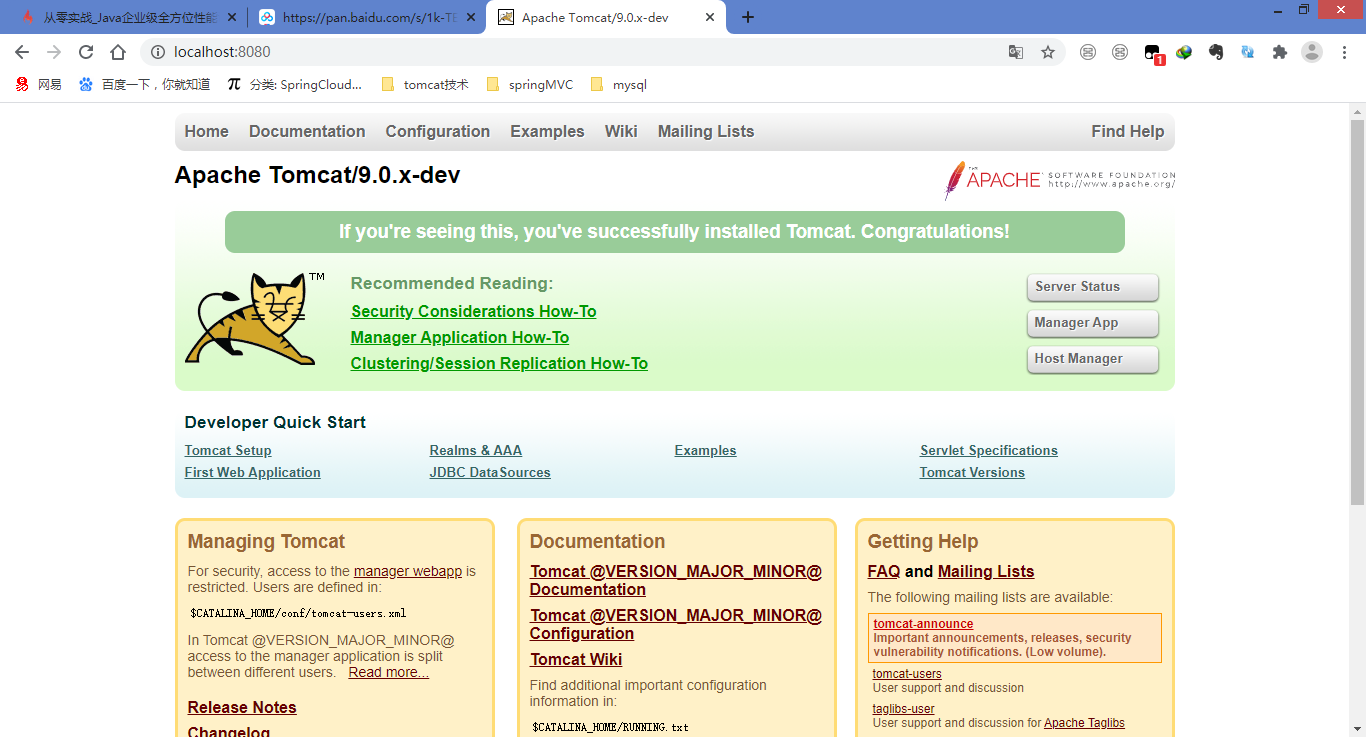 从零实战_Java企业级全方位性能
https://pan.baidu.com/s/1k-TE
Apache Tomcat/9.0.x-dev
localhost:8080
1
网易 百度一下，你就知道 分类: SpringCloud... tomcat技术 springMVC mysql
Home Documentation Configuration Examples Wiki Mailing Lists Find Help
Apache Tomcat/9.0.x-dev
THE APACHE SOFTWARE FOUNDATION
http://www.apache.org/
If you're seeing this, you've successfully installed Tomcat. Congratulations!
TM
Recommended Reading:
Security Considerations How-To
Manager Application How-To
Clustering/Session Replication How-To
Server Status
Manager App
Host Manager
Developer Quick Start
Tomcat Setup
First Web Application
Realms & AAA
JDBC DataSources
Examples
Servlet Specifications
Tomcat Versions
Managing Tomcat
For security, access to the manager webapp is
restricted. Users are defined in:
$CATALINA_HOME/conf/tomcat-users.xml
In Tomcat @VERSION_MAJOR_MINOR@
access to the manager application is split
between different users. Read more...
Release Notes
Changelog
Documentation
Tomcat @VERSION_MAJOR_MINOR@
Documentation
Tomcat @VERSION_MAJOR_MINOR@
Configuration
Tomcat Wiki
Find additional important configuration
information in:
$CATALINA_HOME/RUNNING.txt
Getting Help
FAQ and Mailing Lists
The following mailing lists are available:
tomcat-announce
Important announcements, releases, security
vulnerability notifications. (Low volume).
tomcat-users
User support and discussion
taglibs-user
User support and discussion for Apache Taglibs